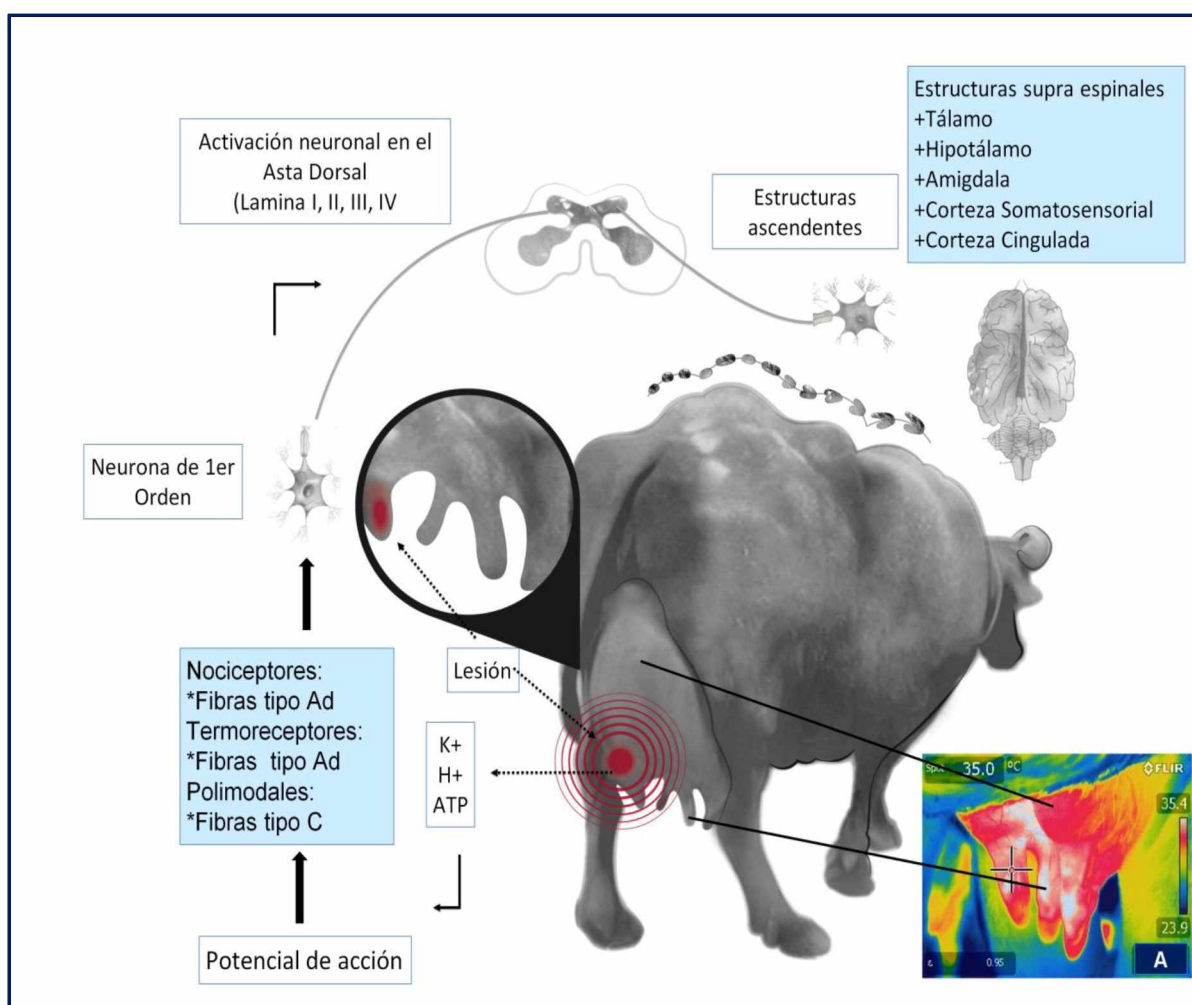 Activación neuronal en el
Asta Dorsal
(Lamina I, II, III, IV
Estructuras
ascendentes
Estructuras supra espinales
+Tálamo
+Hipotálamo
+Amigdala
+Corteza Somatosensorial
+Corteza Cingulada
Neurona de 1er
Orden
Nociceptores:
*Fibras tipo Ad
Termoreceptores:
*Fibras tipo Ad
Polimodales:
*Fibras tipo C
Lesión
K+
H+
ATP
Potencial de acción
Spot 35.0 ºC
FLIR
35.4
23.9
ε 0.95
A